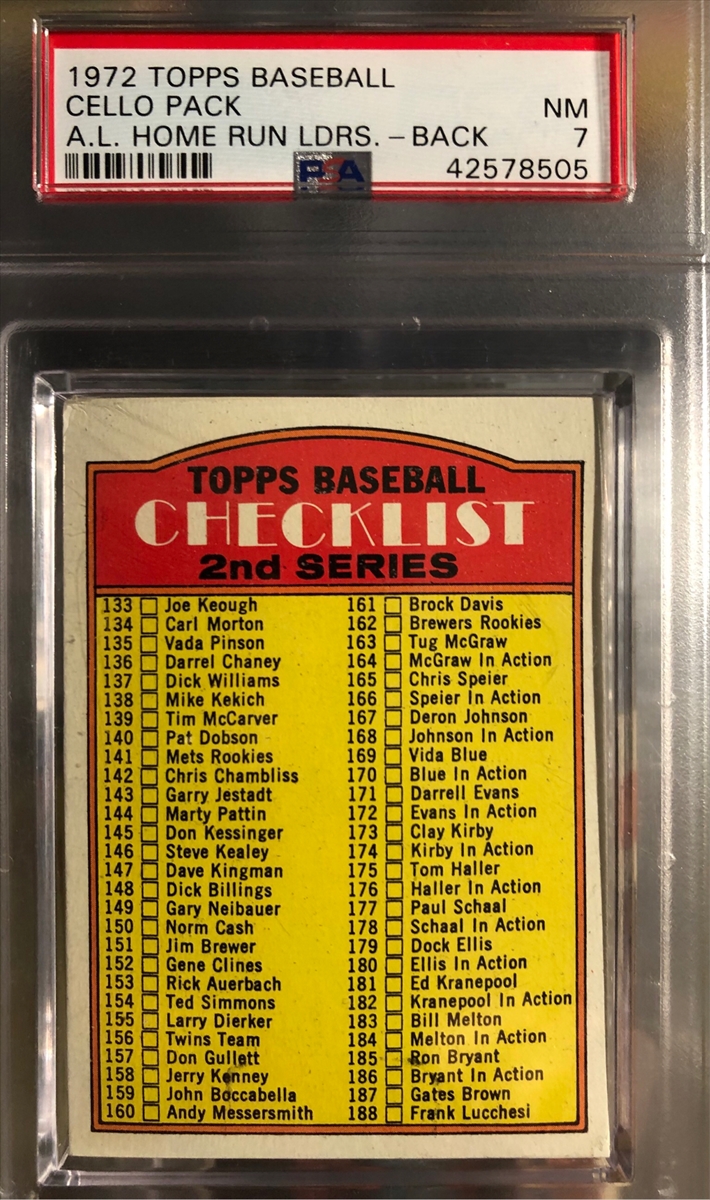 1972 TOPPS BASEBALL
CELLO PACK NM
A.L. HOME RUN LDRS. – BACK 7
PSA 42578505
TOPPS BASEBALL
CHECKLIST
2nd SERIES
133 Joe Keough
134 Carl Morton
135 Vada Pinson
136 Darrel Chaney
137 Dick Williams
138 Mike Kekich
139 Tim McCarver
140 Pat Dobson
141 Mets Rookies
142 Chris Chambliss
143 Garry Jestadt
144 Marty Pattin
145 Don Kessinger
146 Steve Kealey
147 Dave Kingman
148 Dick Billings
149 Gary Neibauer
150 Norm Cash
151 Jim Brewer
152 Gene Clines
153 Rick Auerbach
154 Ted Simmons
155 Larry Dierker
156 Twins Team
157 Don Gullett
158 Jerry Kenney
159 John Boccabella
160 Andy Messersmith
161 Brock Davis
162 Brewers Rookies
163 Tug McGraw
164 McGraw In Action
165 Chris Speier
166 Speier In Action
167 Deron Johnson
168 Johnson In Action
169 Vida Blue
170 Blue In Action
171 Darrell Evans
172 Evans In Action
173 Clay Kirby
174 Kirby In Action
175 Tom Haller
176 Haller In Action
177 Paul Schaal
178 Schaal In Action
179 Dock Ellis
180 Ellis In Action
181 Ed Kranepool
182 Kranepool In Action
183 Bill Melton
184 Melton In Action
185 Ron Bryant
186 Bryant In Action
187 Gates Brown
188 Frank Lucchesi